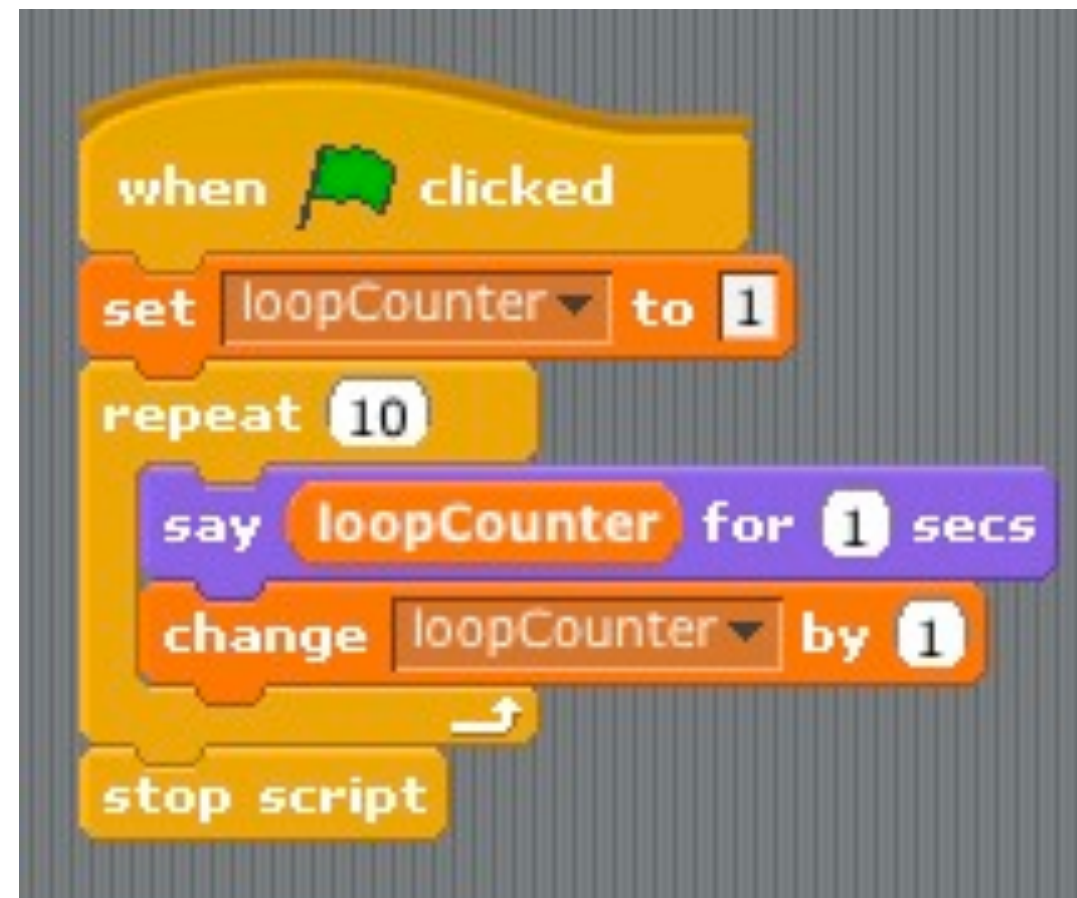 when clicked
set loopCounter to 1
repeat 10
say loopCounter for 1 secs
change loopCounter by 1
stop script